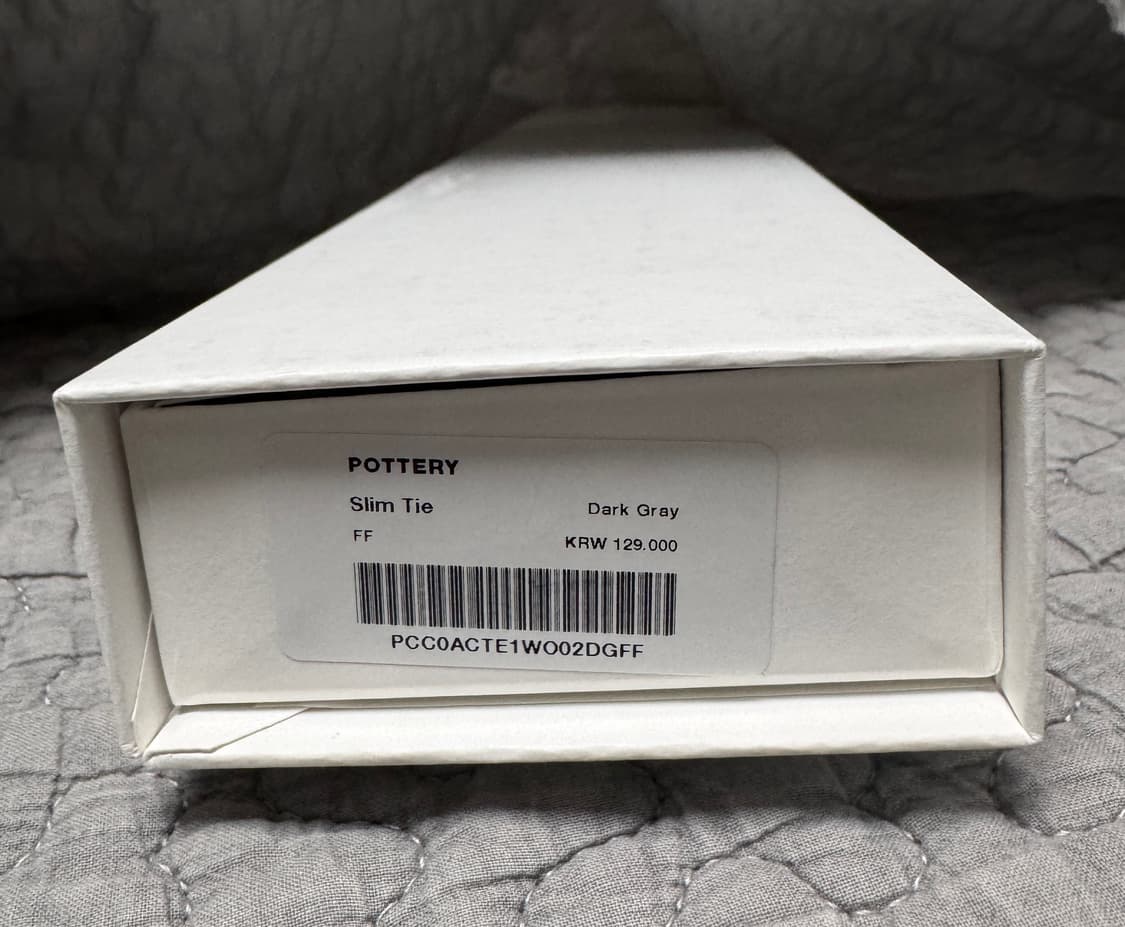 POTTERY
Slim Tie Dark Gray
FF KRW 129.000
PCC0ACTE1WO02DGFF